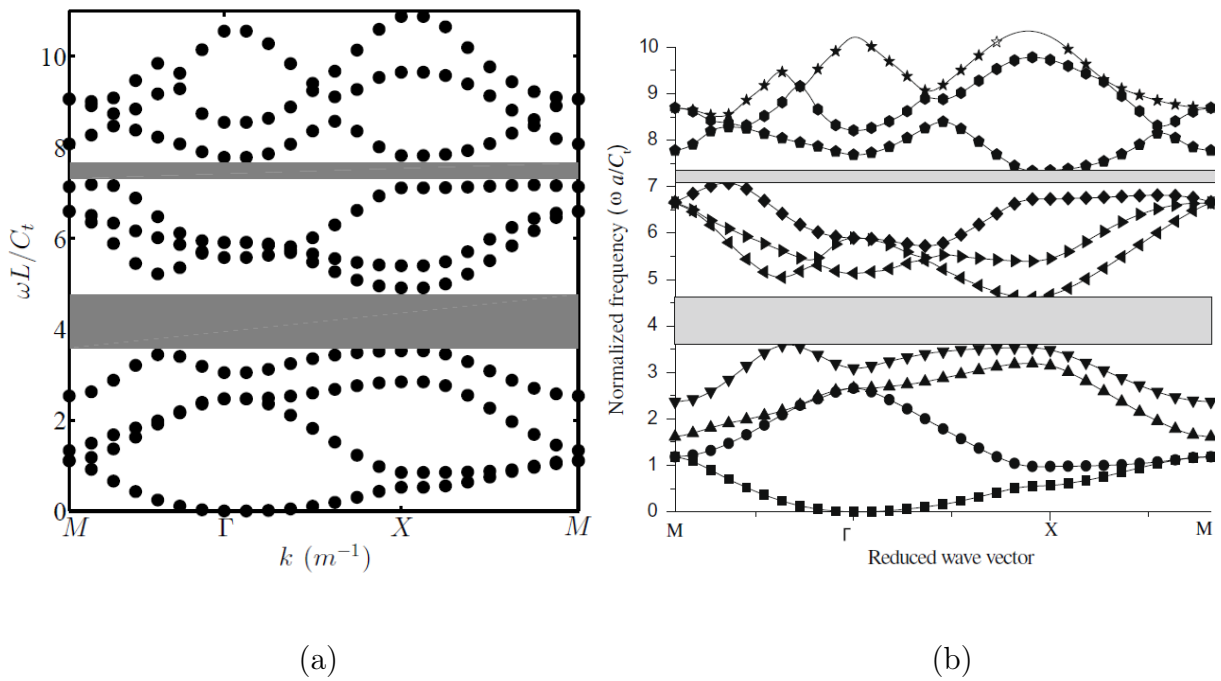 10
8
6
4
2
0
ωL/C_t
M Γ X M
k (m⁻¹)
(a)
10
9
8
7
6
5
4
3
2
1
0
Normalized frequency (ω a/C_t)
M Γ X M
Reduced wave vector
(b)